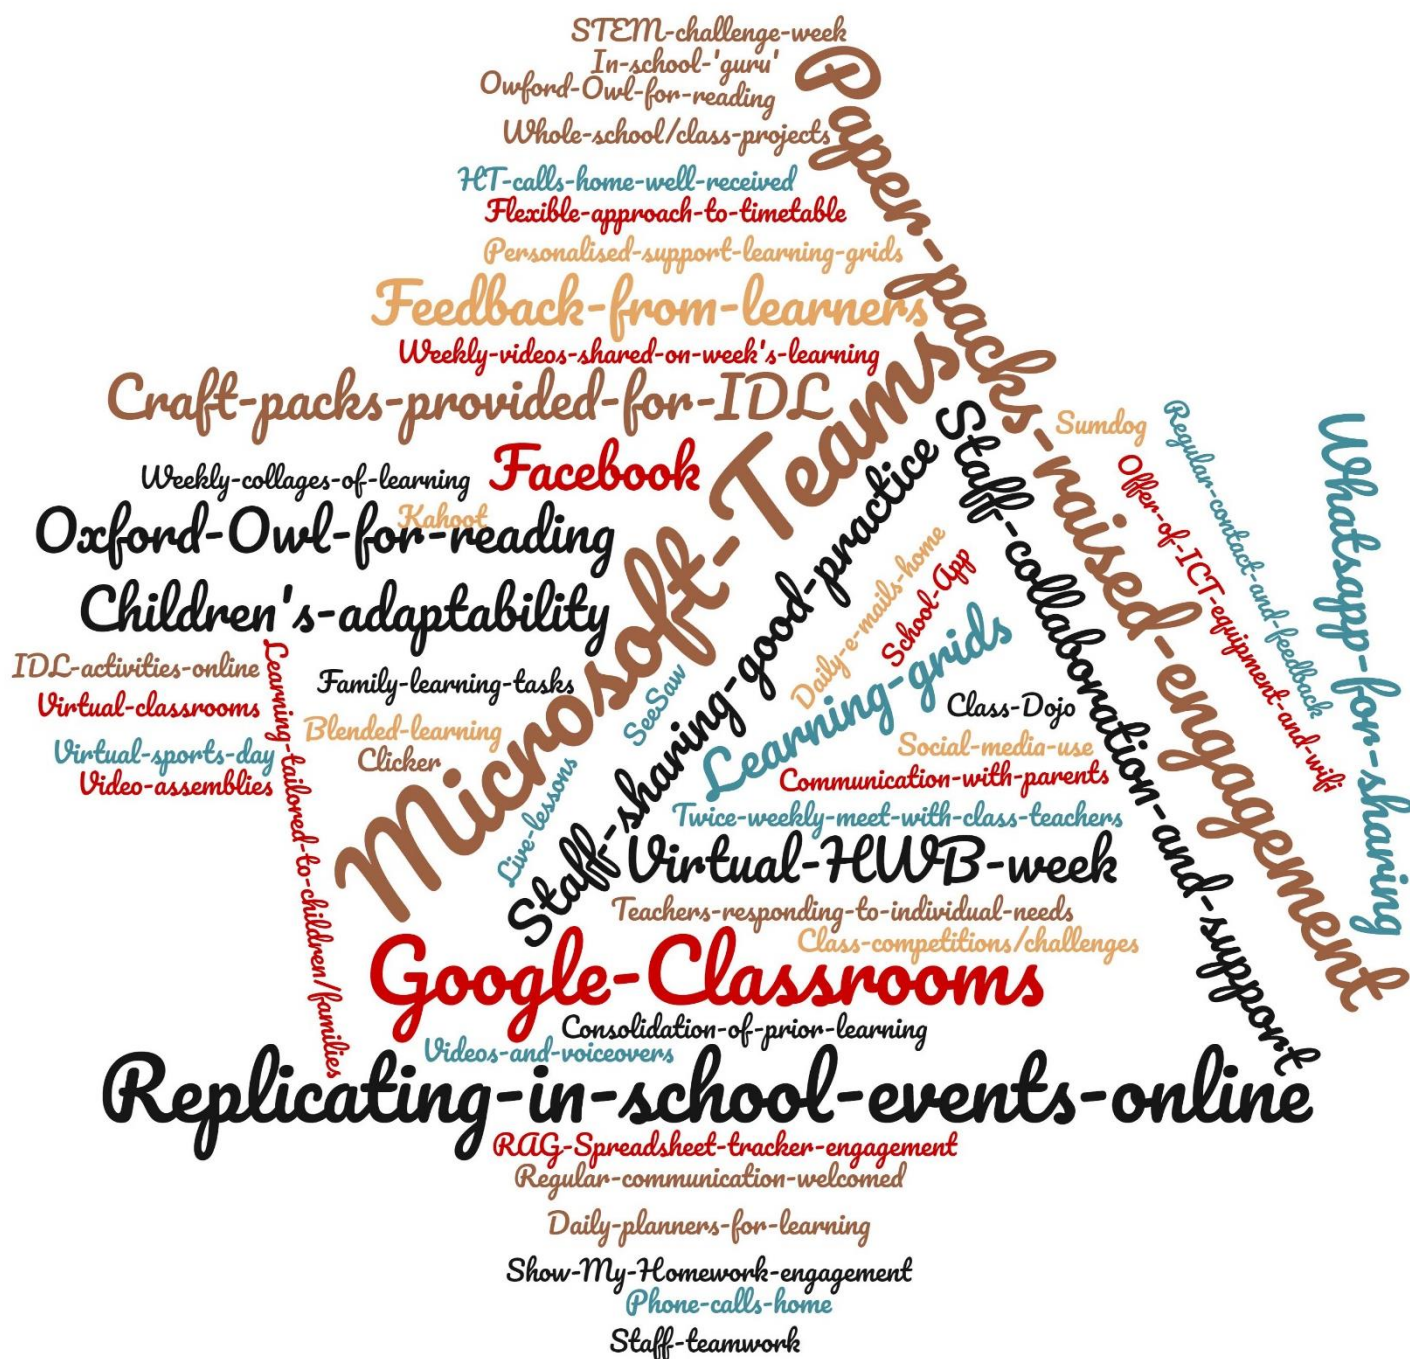 STEM-challenge-week
In-school-'guru'
Owford-Owl-for-reading
Whole-school/class-projects
Paper-packs-raised-engagement
HT-calls-home-well-received
Flexible-approach-to-timetable
Personalised-support-learning-grids
Feedback-from-learners
Weekly-videos-shared-on-week's-learning
Craft-packs-provided-for-IDL
Microsoft-Teams
Staff-sharing-good-practice
Staff-collaboration-and-support
Sumdog
Regular-contact-and-feedback
Offer-of-ICT-equipment-and-wifi
Whatsapp-for-sharing
Facebook
Weekly-collages-of-learning
Kahoot
Oxford-Owl-for-reading
Children's-adaptability
Daily-e-mails-home
School-App
Learning-grids
IDL-activities-online
Learning-tailored-to-children/families
Family-learning-tasks
SeeSaw
Virtual-classrooms
Class-Dojo
Blended-learning
Social-media-use
Virtual-sports-day
Clicker
Video-assemblies
Communication-with-parents
Live-lessons
Twice-weekly-meet-with-class-teachers
Virtual-HWB-week
Teachers-responding-to-individual-needs
Class-competitions/challenges
Google-Classrooms
Consolidation-of-prior-learning
Videos-and-voiceovers
Replicating-in-school-events-online
RAG-Spreadsheet-tracker-engagement
Regular-communication-welcomed
Daily-planners-for-learning
Show-My-Homework-engagement
Phone-calls-home
Staff-teamwork